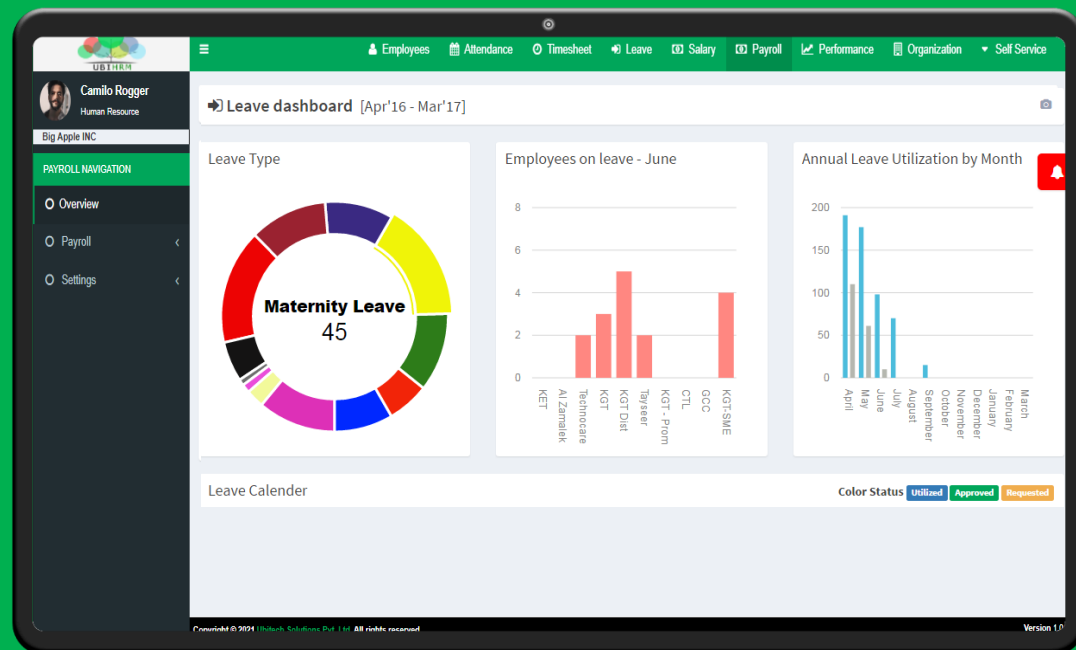 UBIHRM
Employees Attendance Timesheet Leave Salary Payroll Performance Organization Self Service
Camilo Rogger
Human Resource
Big Apple INC
PAYROLL NAVIGATION
Overview
Payroll
Settings
Leave dashboard [Apr'16 - Mar'17]
Leave Type
Maternity Leave
45
Employees on leave - June
8
6
4
2
0
KET
Al Zamalek
Technocare
KGT
KGT Dist
Tayseer
KGT - Prom
CTL
GCC
KGT-SME
Annual Leave Utilization by Month
200
150
100
50
0
April
May
June
July
August
September
October
November
December
January
February
March
Leave Calender
Color Status Utilized Approved Requested
Copyright © 2021 Ubitech Solutions Pvt. Ltd. All rights reserved.
Version 1.0